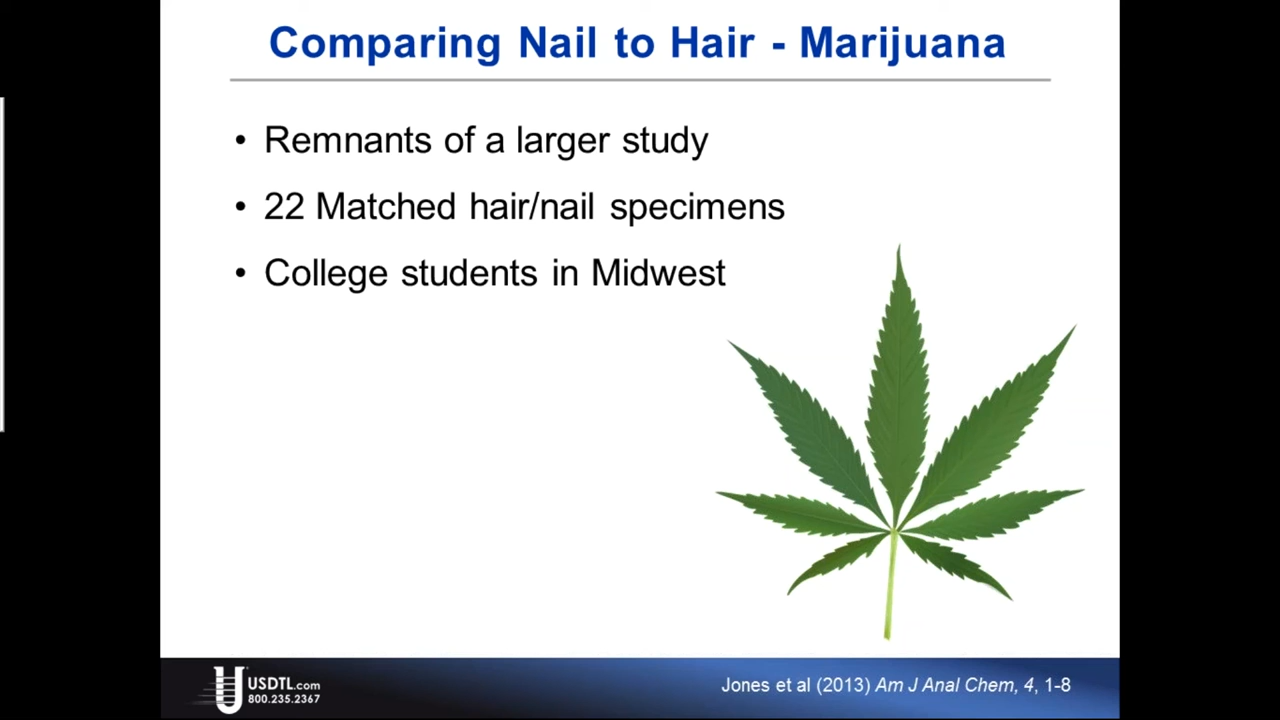 Comparing Nail to Hair - Marijuana
• Remnants of a larger study
• 22 Matched hair/nail specimens
• College students in Midwest
USDTL.com
800.235.2367
Jones et al (2013) Am J Anal Chem, 4, 1-8